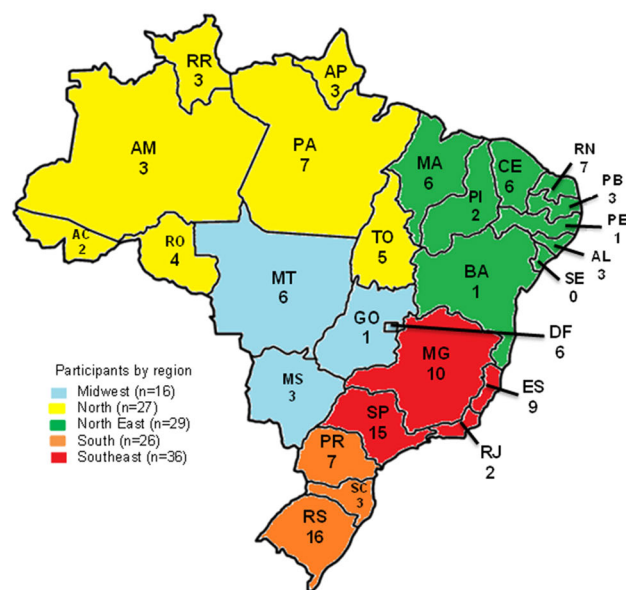 RR
3
AP
3
AM
3
PA
7
MA
6
CE
6
RN
7
PI
2
PB
3
PE
1
AC
2
RO
4
TO
5
AL
3
BA
1
SE
0
MT
6
GO
1
DF
6
MG
10
ES
9
MS
3
SP
15
RJ
2
PR
7
SC
3
RS
16
Participants by region
Midwest (n=16)
North (n=27)
North East (n=29)
South (n=26)
Southeast (n=36)